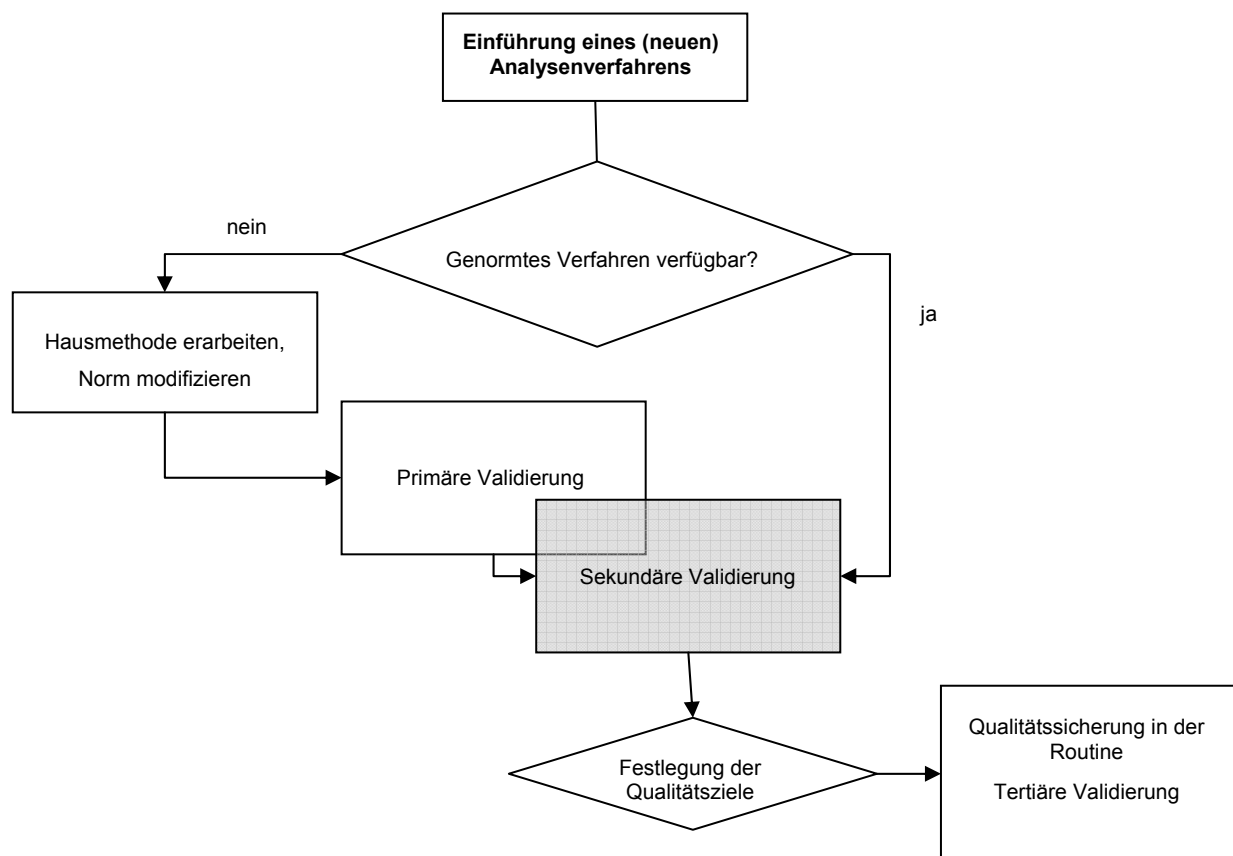 Einführung eines (neuen)
Analysenverfahrens
nein
Genormtes Verfahren verfügbar?
ja
Hausmethode erarbeiten,
Norm modifizieren
Primäre Validierung
Sekundäre Validierung
Festlegung der
Qualitätsziele
Qualitätssicherung in der
Routine
Tertiäre Validierung